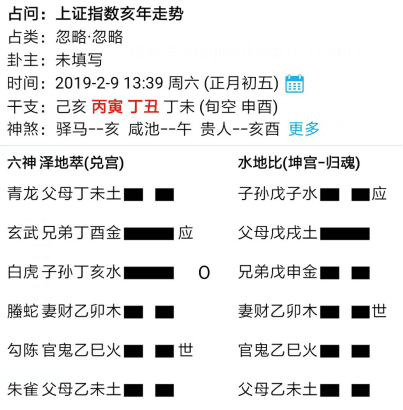 占问：上证指数亥年走势
占类：忽略·忽略
卦主：未填写
时间：2019-2-9 13:39 周六 (正月初五)
干支：己亥 丙寅 丁丑 丁未 (旬空 申酉)
神煞：驿马--亥 咸池--午 贵人--亥酉 更多
六神 泽地萃(兑宫) 水地比(坤宫-归魂)
青龙 父母丁未土 子孙戊子水 应
玄武 兄弟丁酉金 应 父母戊戌土
白虎 子孙丁亥水 O 兄弟戊申金
螣蛇 妻财乙卯木 妻财乙卯木 世
勾陈 官鬼乙巳火 世 官鬼乙巳火
朱雀 父母乙未土 父母乙未土